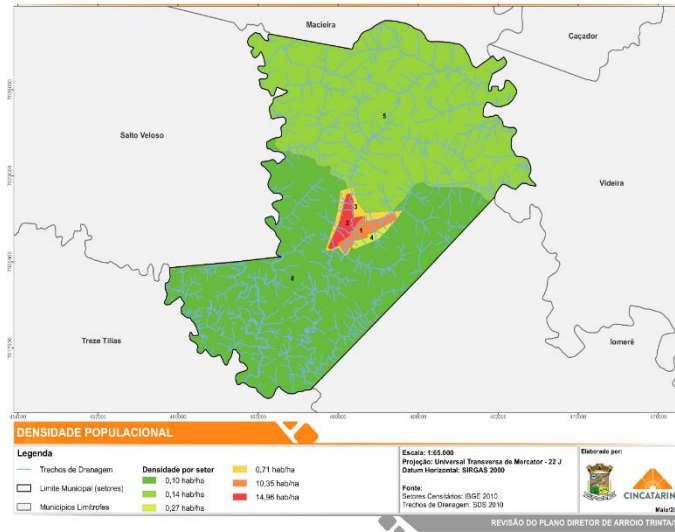 Macieira
Caçador
5
Salto Veloso
Videira
3
2
1
4
6
Treze Tílias
Iomerê
DENSIDADE POPULACIONAL
Legenda
Trechos de Drenagem
Limite Municipal (setores)
Municípios Limítrofes
Densidade por setor
0,10 hab/ha
0,14 hab/ha
0,27 hab/ha
0,71 hab/ha
10,35 hab/ha
14,96 hab/ha
Escala: 1:65.000
Projeção: Universal Transversa de Mercator - 22 J
Datum Horizontal: SIRGAS 2000
Fonte:
Setores Censitários: IBGE 2010
Trechos de Drenagem: SDS 2010
Elaborado por:
CINCATARIN
Maio/20
REVISÃO DO PLANO DIRETOR DE ARROIO TRINTA/